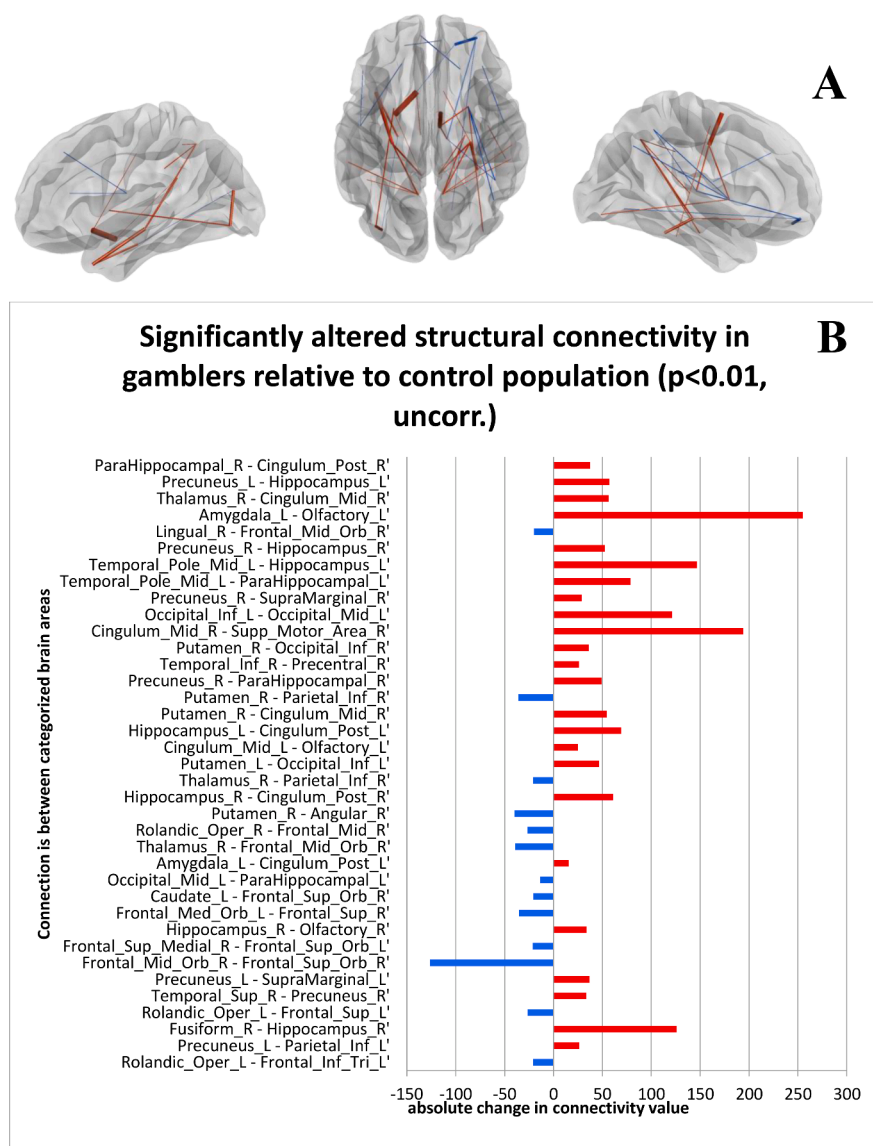 A
B
Significantly altered structural connectivity in
gamblers relative to control population (p<0.01,
uncorr.)
Connection is between categorized brain areas
ParaHippocampal_R - Cingulum_Post_R'
Precuneus_L - Hippocampus_L'
Thalamus_R - Cingulum_Mid_R'
Amygdala_L - Olfactory_L'
Lingual_R - Frontal_Mid_Orb_R'
Precuneus_R - Hippocampus_R'
Temporal_Pole_Mid_L - Hippocampus_L'
Temporal_Pole_Mid_L - ParaHippocampal_L'
Precuneus_R - SupraMarginal_R'
Occipital_Inf_L - Occipital_Mid_L'
Cingulum_Mid_R - Supp_Motor_Area_R'
Putamen_R - Occipital_Inf_R'
Temporal_Inf_R - Precentral_R'
Precuneus_R - ParaHippocampal_R'
Putamen_R - Parietal_Inf_R'
Putamen_R - Cingulum_Mid_R'
Hippocampus_L - Cingulum_Post_L'
Cingulum_Mid_L - Olfactory_L'
Putamen_L - Occipital_Inf_L'
Thalamus_R - Parietal_Inf_R'
Hippocampus_R - Cingulum_Post_R'
Putamen_R - Angular_R'
Rolandic_Oper_R - Frontal_Mid_R'
Thalamus_R - Frontal_Mid_Orb_R'
Amygdala_L - Cingulum_Post_L'
Occipital_Mid_L - ParaHippocampal_L'
Caudate_L - Frontal_Sup_Orb_R'
Frontal_Med_Orb_L - Frontal_Sup_R'
Hippocampus_R - Olfactory_R'
Frontal_Sup_Medial_R - Frontal_Sup_Orb_L'
Frontal_Mid_Orb_R - Frontal_Sup_Orb_R'
Precuneus_L - SupraMarginal_L'
Temporal_Sup_R - Precuneus_R'
Rolandic_Oper_L - Frontal_Sup_L'
Fusiform_R - Hippocampus_R'
Precuneus_L - Parietal_Inf_L'
Rolandic_Oper_L - Frontal_Inf_Tri_L'
-150 -100 -50 0 50 100 150 200 250 300
absolute change in connectivity value